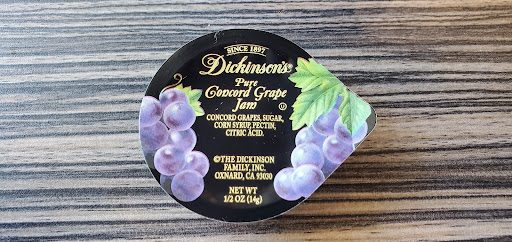 SINCE 1897
Dickinson's®
Pure
Concord Grape
Jam Ⓤ
CONCORD GRAPES, SUGAR,
CORN SYRUP, PECTIN,
CITRIC ACID.
©THE DICKINSON
FAMILY, INC.
OXNARD, CA 93030
NET WT
1/2 OZ (14g)